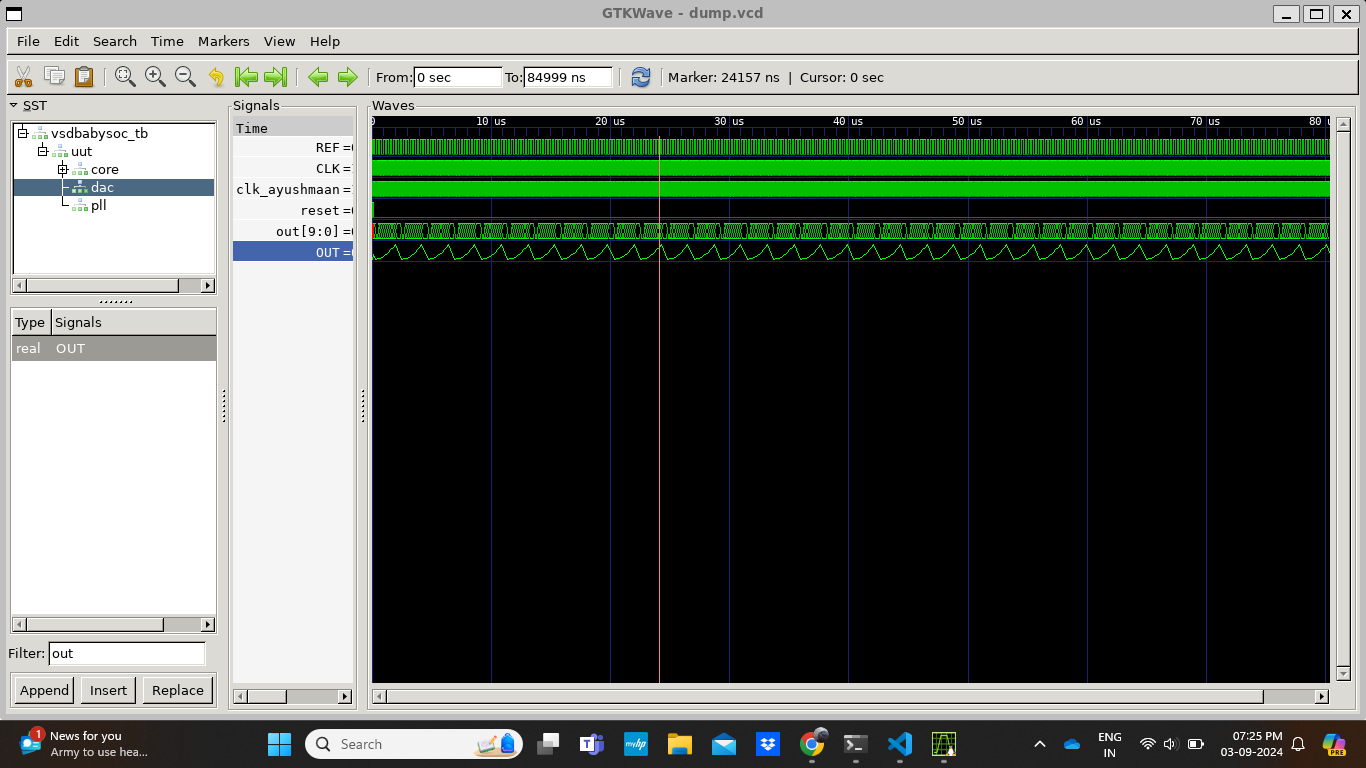 GTKWave - dump.vcd
File Edit Search Time Markers View Help
From: 0 sec To: 84999 ns Marker: 24157 ns | Cursor: 0 sec
SST
vsdbabysoc_tb
uut
core
dac
pll
Type Signals
real OUT
Filter: out
Append Insert Replace
Signals
Time
REF =
CLK =
clk_ayushmaan=
reset =
out[9:0] =
OUT =
Waves
0 10 us 20 us 30 us 40 us 50 us 60 us 70 us 80
1
News for you
Army to use hea...
Search
myhp
ENG
IN
07:25 PM
03-09-2024
PRE